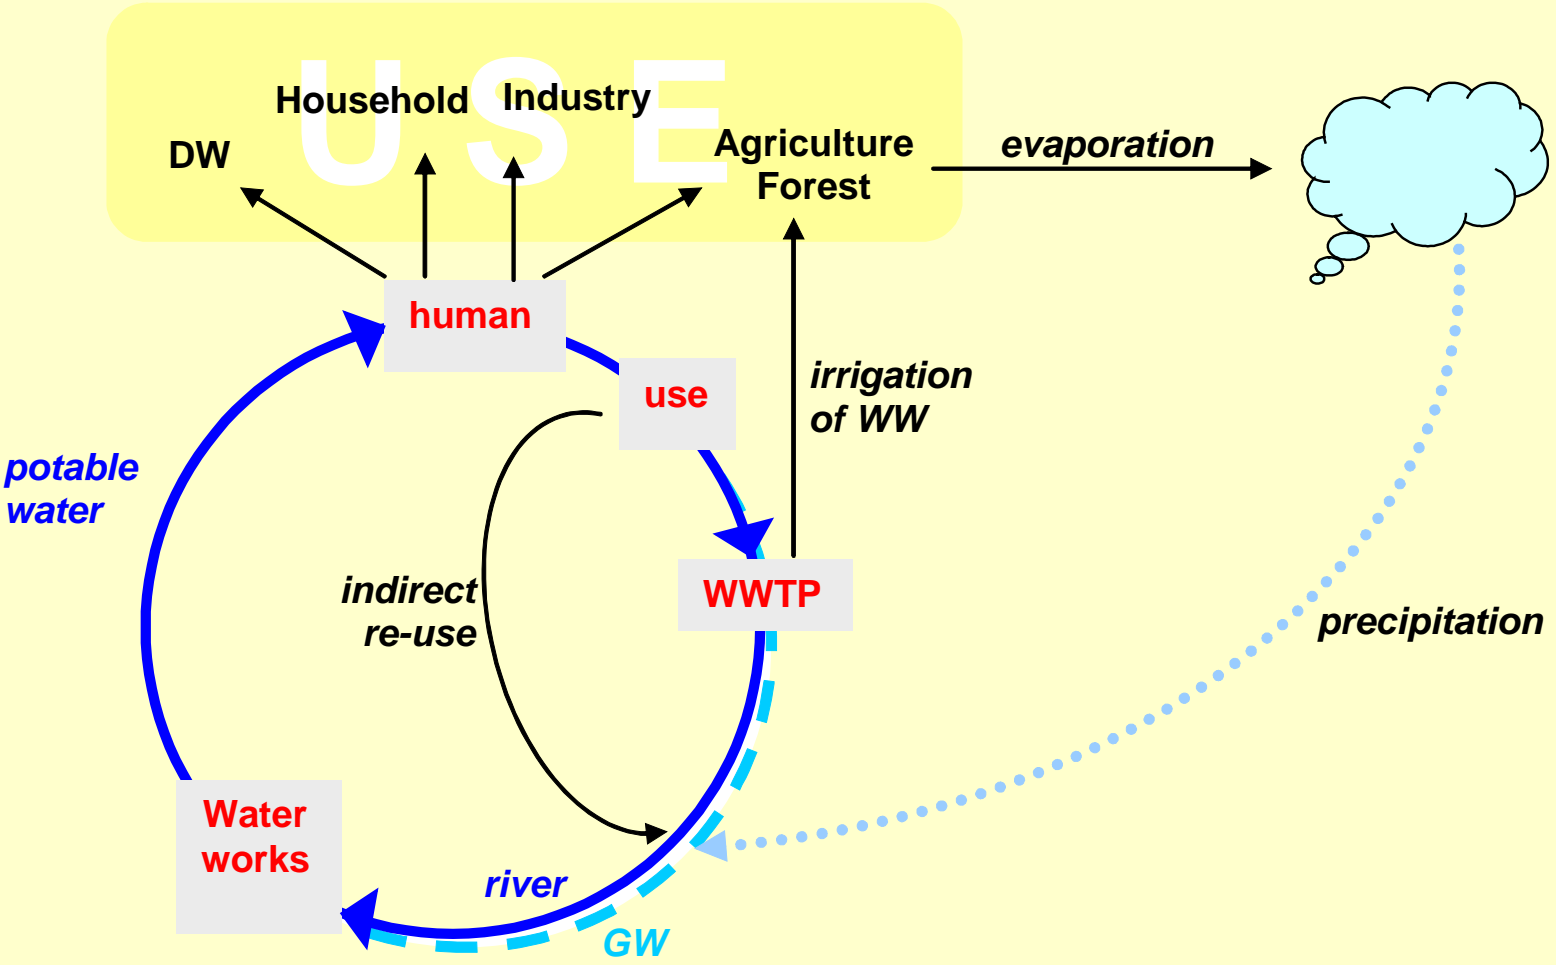 U S E
Household
Industry
DW
Agriculture
Forest
evaporation
human
use
irrigation
of WW
potable
water
indirect
re-use
WWTP
precipitation
Water
works
river
GW